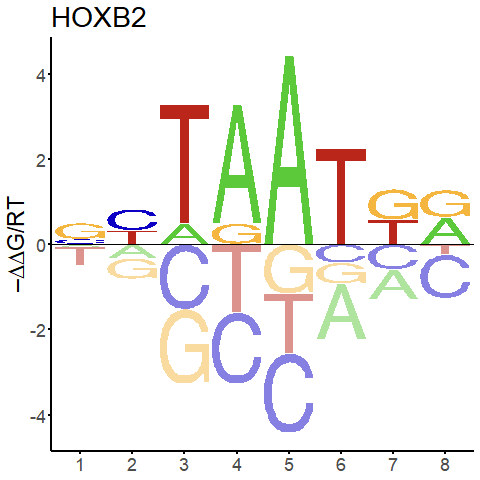 HOXB2
−ΔΔG/RT
4
2
0
-2
-4
G C T A A T G G
C T A G T A
T A C T G C C T
G G C T G A C
C A
1 2 3 4 5 6 7 8